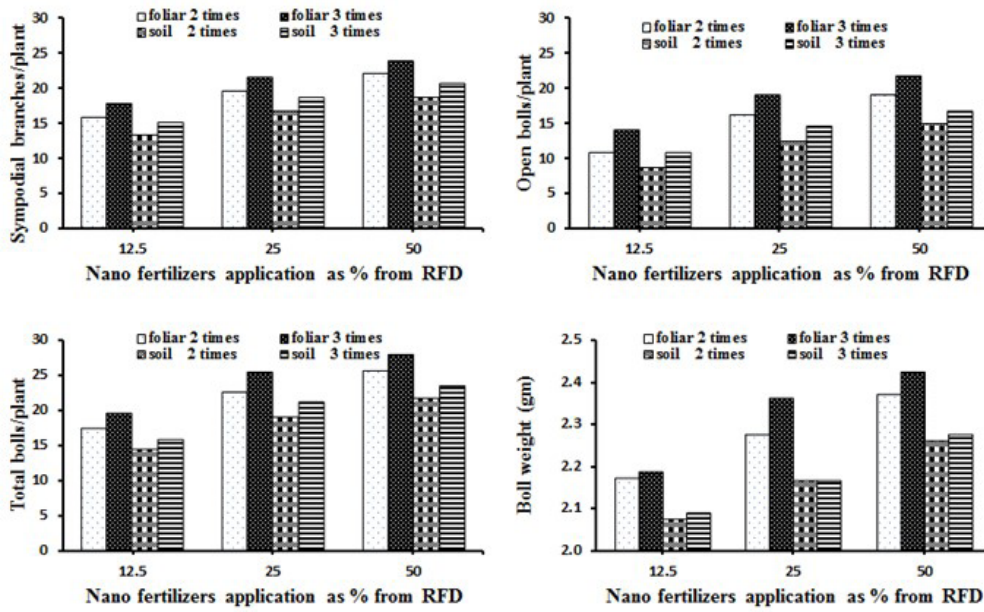 30
25
20
15
10
5
0
Sympodial branches/plant
foliar 2 times foliar 3 times
soil 2 times soil 3 times
12.5 25 50
Nano fertilizers application as % from RFD
30
25
20
15
10
5
0
Open bolls/plant
foliar 2 times foliar 3 times
soil 2 times soil 3 times
12.5 25 50
Nano fertilizers application as % from RFD
30
25
20
15
10
5
0
Total bolls/plant
foliar 2 times foliar 3 times
soil 2 times soil 3 times
12.5 25 50
Nano fertilizers application as % from RFD
2.5
2.4
2.3
2.2
2.1
2.0
Boll weight (gm)
foliar 2 times foliar 3 times
soil 2 times soil 3 times
12.5 25 50
Nano fertilizers application as % from RFD